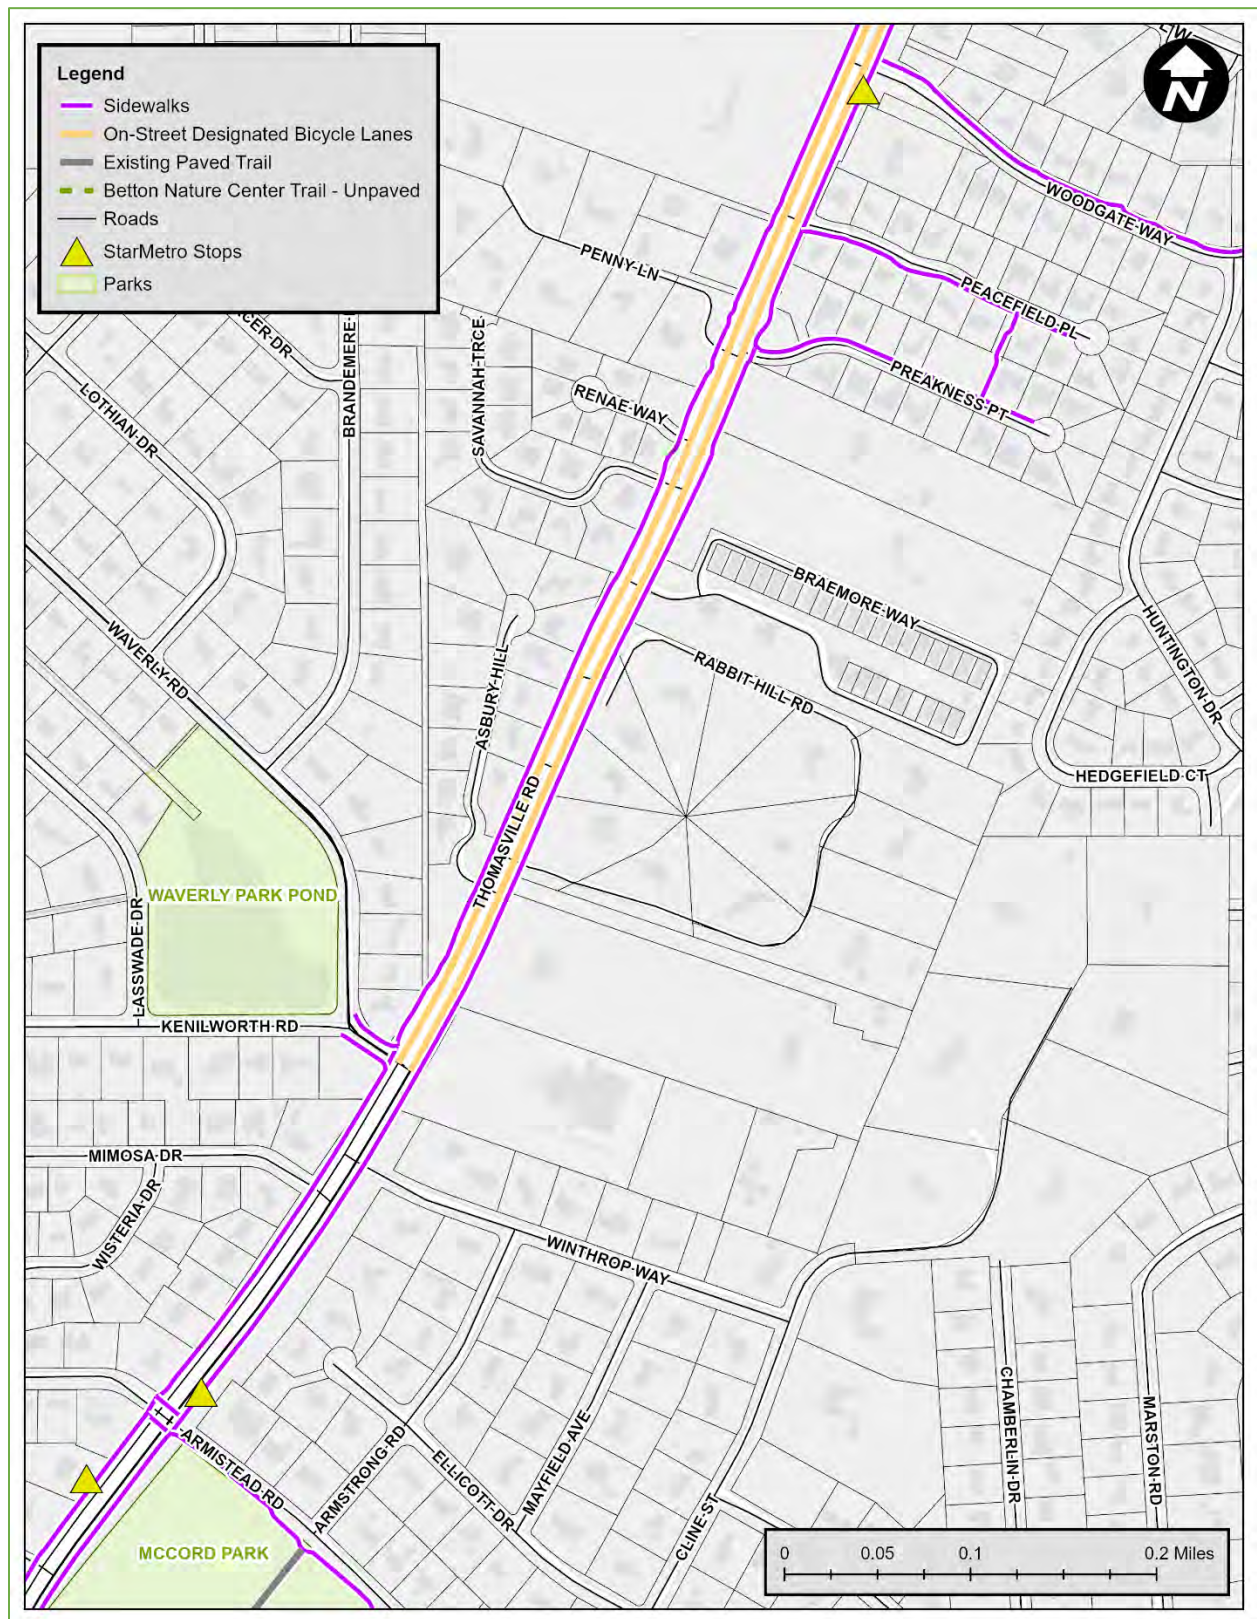 Legend
Sidewalks
On-Street Designated Bicycle Lanes
Existing Paved Trail
Betton Nature Center Trail - Unpaved
Roads
StarMetro Stops
Parks
N
WOODGATE WAY
PENNY LN
PEACEFIELD PL
PREAKNESS PT
BRANDEMERE
CER DR
SAVANNAH TRCE
RENAE WAY
LOTHIAN DR
BRAEMORE WAY
HUNTINGTON DR
WAVERLY RD
ASBURY HILL
RABBIT HILL RD
HEDGEFIELD CT
THOMASVILLE RD
WAVERLY PARK POND
LASSWADE DR
KENILWORTH RD
MIMOSA DR
WISTERIA DR
WINTHROP WAY
CHAMBERLIN DR
MARSTON RD
ARMISTEAD RD
ARMSTRONG RD
ELLICOTT DR
MAYFIELD AVE
CLINE ST
MCCORD PARK
0 0.05 0.1 0.2 Miles